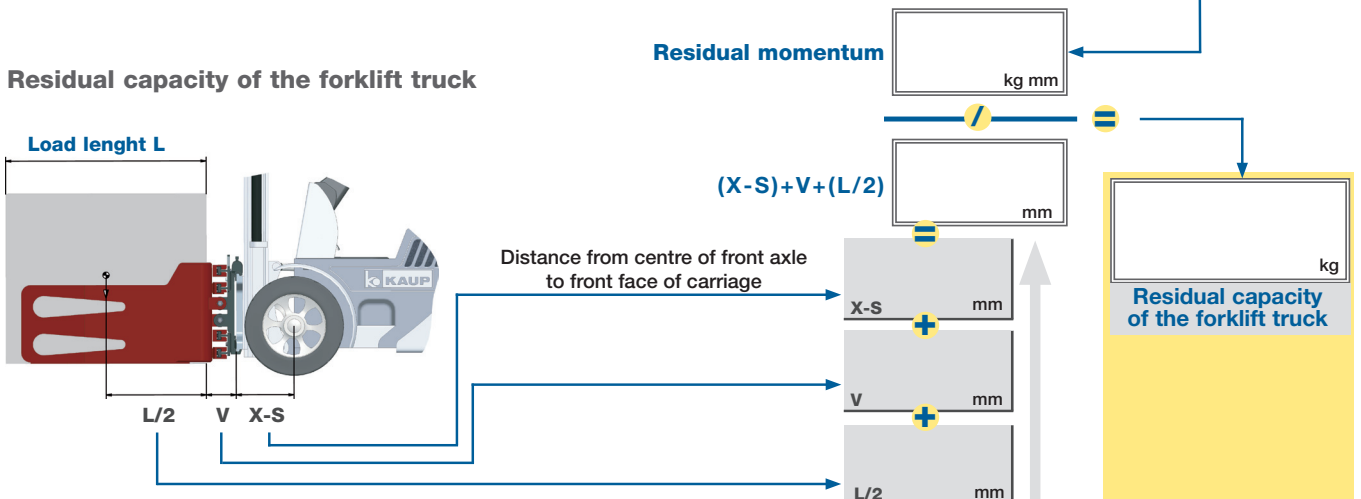 Residual momentum
kg mm
Residual capacity of the forklift truck
/
=
Load lenght L
(X-S)+V+(L/2)
mm
=
kg
Residual capacity
of the forklift truck
Distance from centre of front axle
to front face of carriage
KAUP
X-S mm
+
V mm
+
L/2 mm
L/2 V X-S